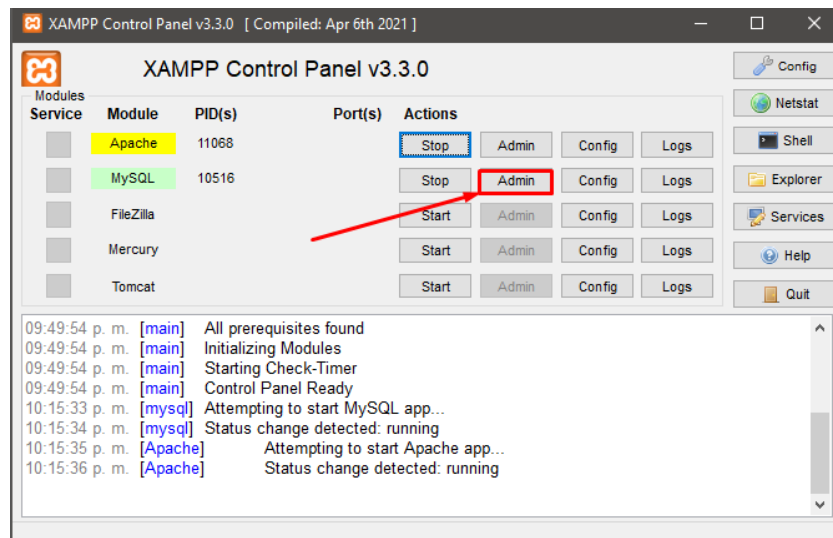 XAMPP Control Panel v3.3.0 [ Compiled: Apr 6th 2021 ]
XAMPP Control Panel v3.3.0
Config
Modules
Service Module PID(s) Port(s) Actions
Netstat
Apache 11068 Stop Admin Config Logs
Shell
MySQL 10516 Stop Admin Config Logs
Explorer
FileZilla Start Admin Config Logs
Services
Mercury Start Admin Config Logs
Help
Tomcat Start Admin Config Logs
Quit
09:49:54 p. m. [main] All prerequisites found
09:49:54 p. m. [main] Initializing Modules
09:49:54 p. m. [main] Starting Check-Timer
09:49:54 p. m. [main] Control Panel Ready
10:15:33 p. m. [mysql] Attempting to start MySQL app...
10:15:34 p. m. [mysql] Status change detected: running
10:15:35 p. m. [Apache] Attempting to start Apache app...
10:15:36 p. m. [Apache] Status change detected: running